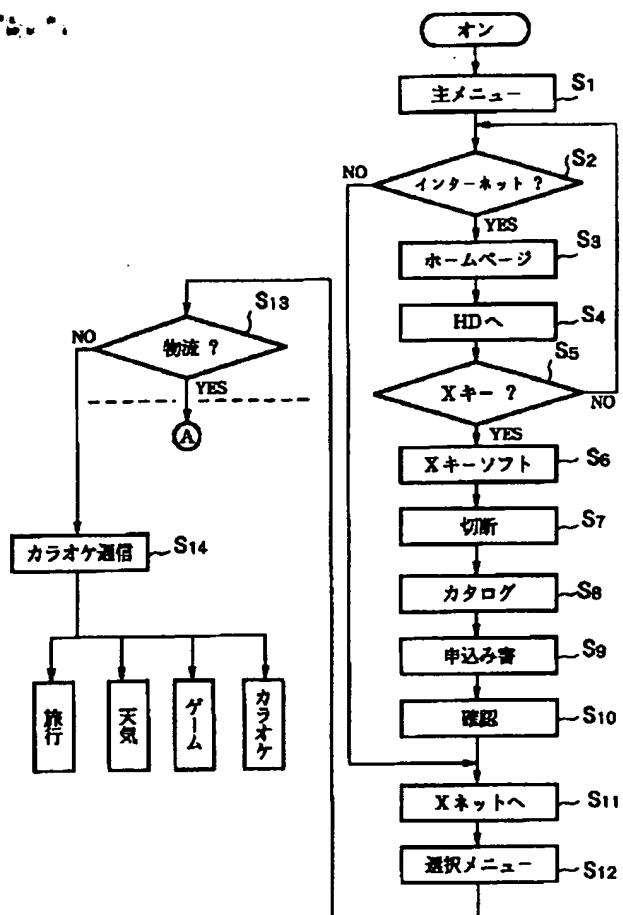 オン
主メニュー
S1
インターネット ?
S2
NO
YES
ホームページ
S3
HDへ
S4
Xキー ?
S5
NO
YES
Xキーソフト
S6
切断
S7
カタログ
S8
申込み書
S9
確認
S10
Xネットへ
S11
選択メニュー
S12
物流 ?
S13
NO
YES
A
カラオケ通信
S14
旅行
天気
ゲーム
カラオケ